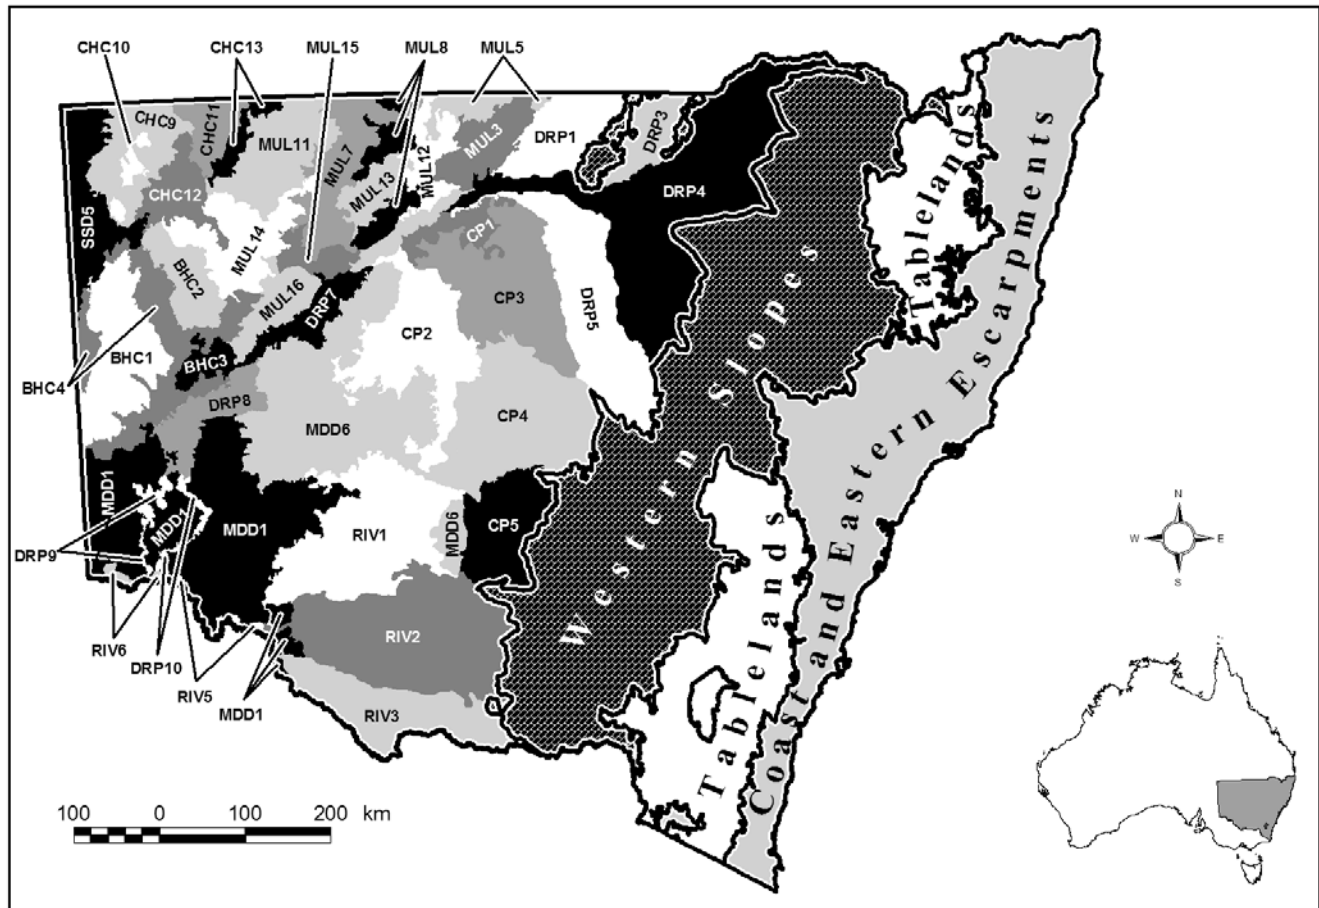 CHC10
CHC13
MUL15
MUL8
MUL5
CHC9
CHC11
MUL11
MUL7
MUL12
MUL3
DRP1
DRP3
MUL13
DRP4
CHC12
SSD5
MUL14
BHC2
CP1
MUL16
DRP7
CP3
DRP5
CP2
BHC1
BHC3
BHC4
DRP8
MDD6
CP4
MDD1
MDD1
MDD1
RIV1
MDD6
CP5
DRP9
RIV6
DRP10
RIV5
MDD1
RIV2
RIV3
Western Slopes
Tablelands
Tablelands
Coast and Eastern Escarpments
N
W
E
S
100 0 100 200 km